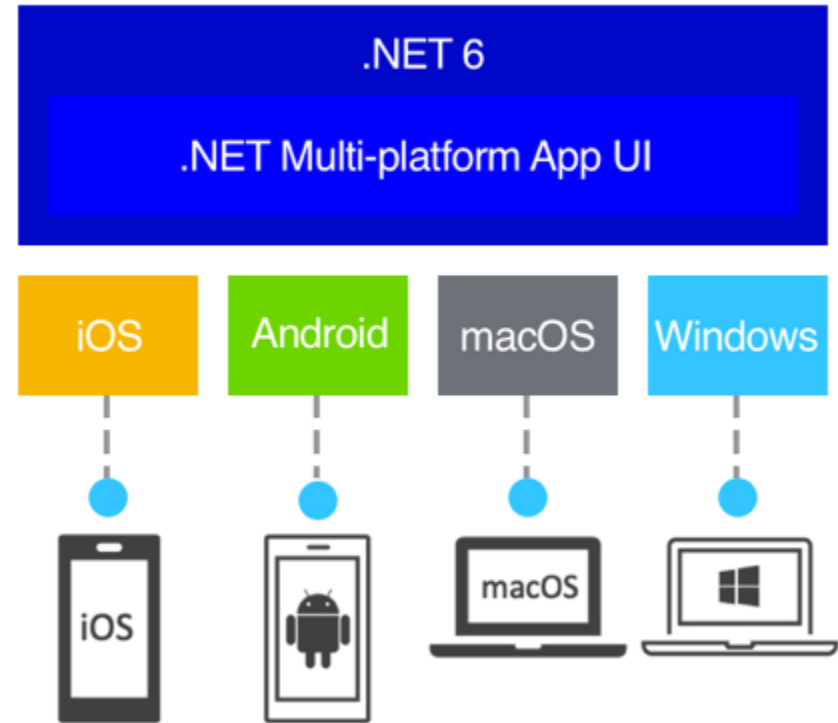 .NET 6
.NET Multi-platform App UI
iOS
Android
macOS
Windows
iOS
macOS